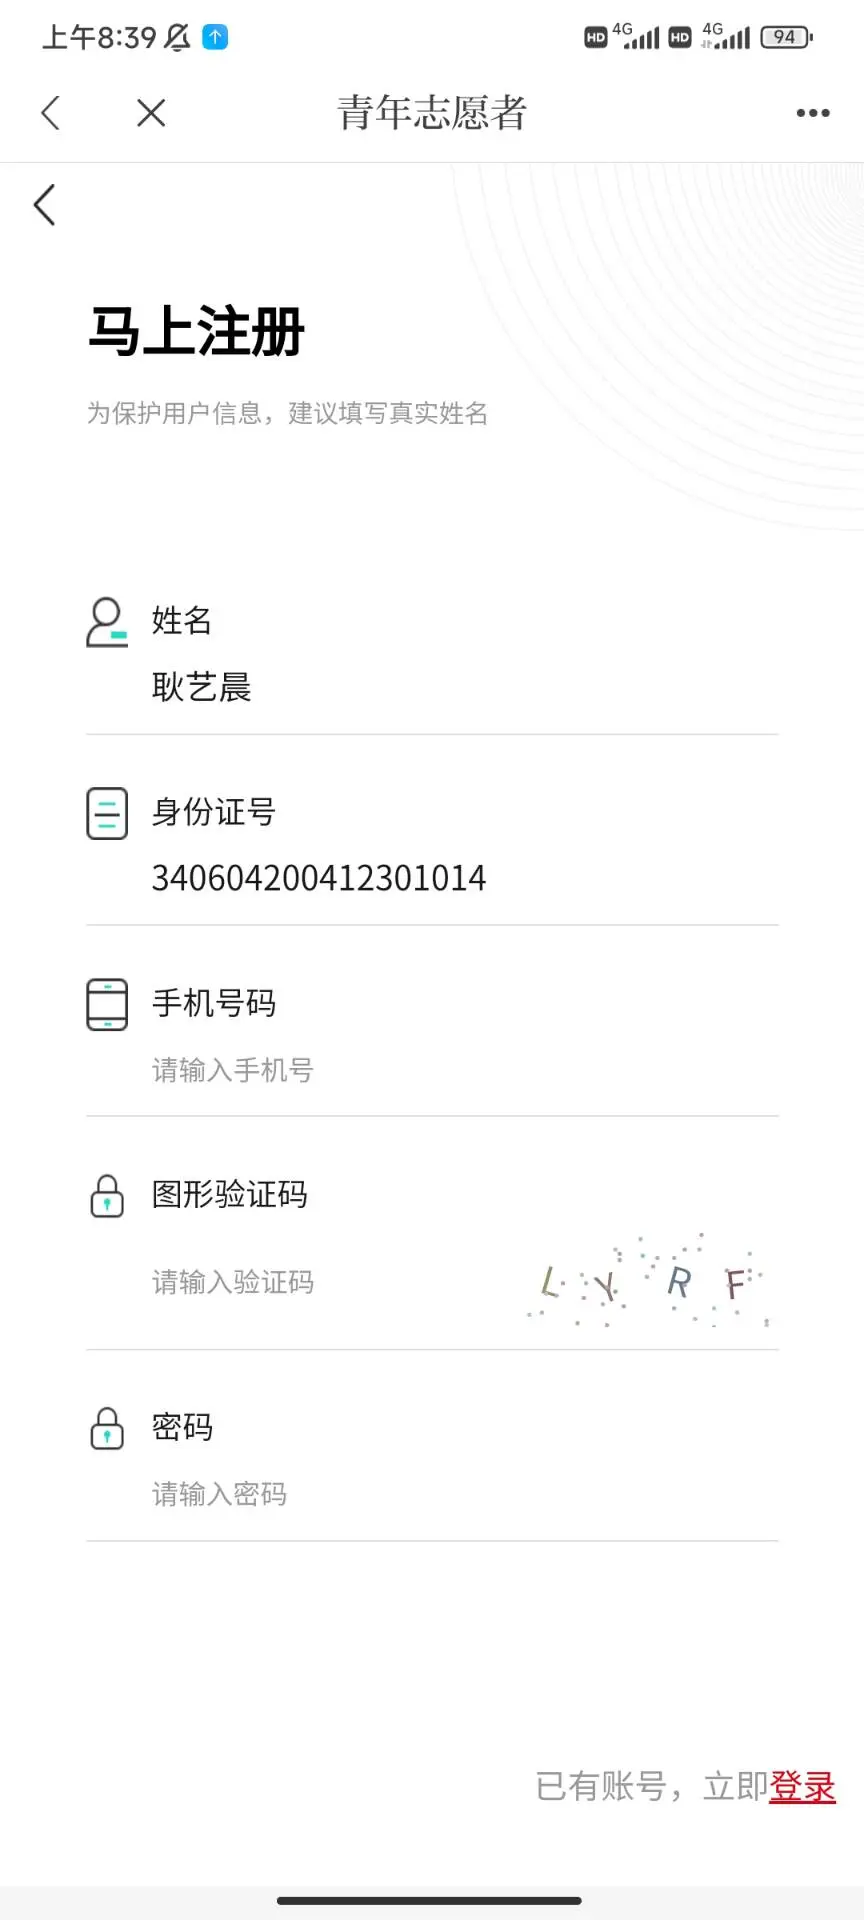 上午8:39
HD 4G HD 4G 94
青年志愿者
马上注册
为保护用户信息，建议填写真实姓名
姓名
耿艺晨
身份证号
340604200412301014
手机号码
请输入手机号
图形验证码
请输入验证码 L Y R F
密码
请输入密码
已有账号，立即登录